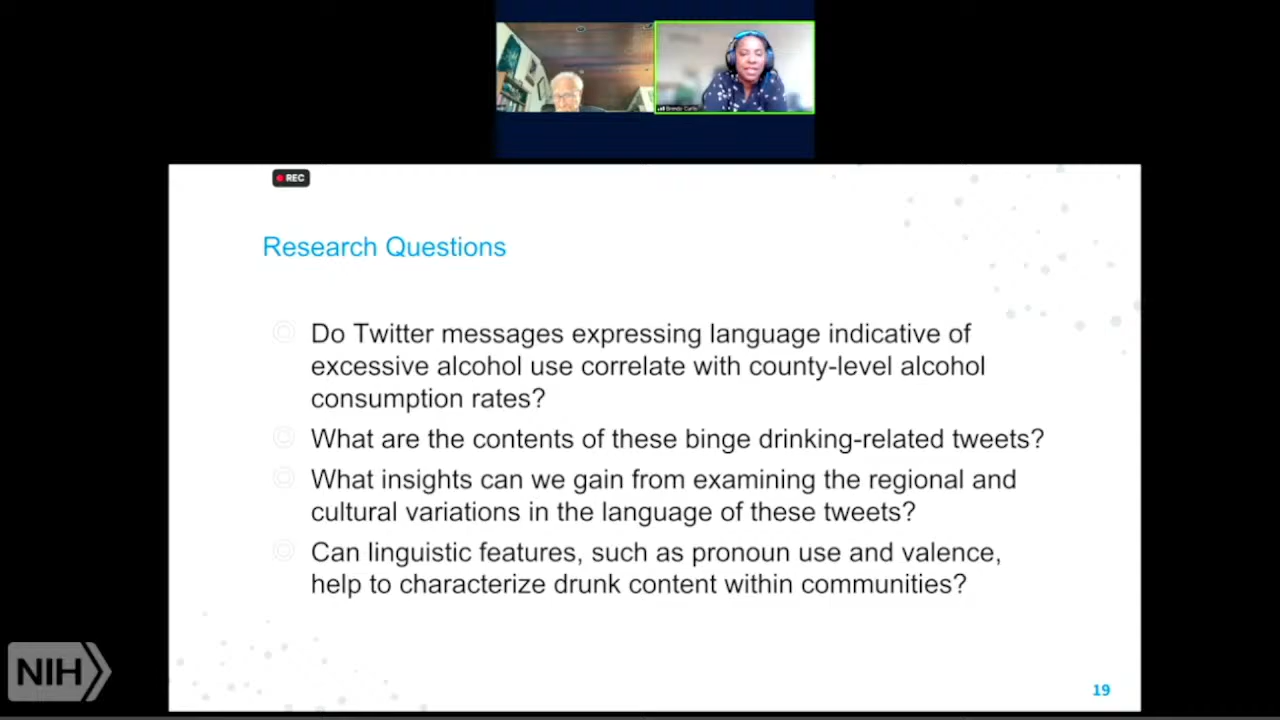 Brenda Curtis
REC
Research Questions
Do Twitter messages expressing language indicative of
excessive alcohol use correlate with county-level alcohol
consumption rates?
What are the contents of these binge drinking-related tweets?
What insights can we gain from examining the regional and
cultural variations in the language of these tweets?
Can linguistic features, such as pronoun use and valence,
help to characterize drunk content within communities?
NIH
19